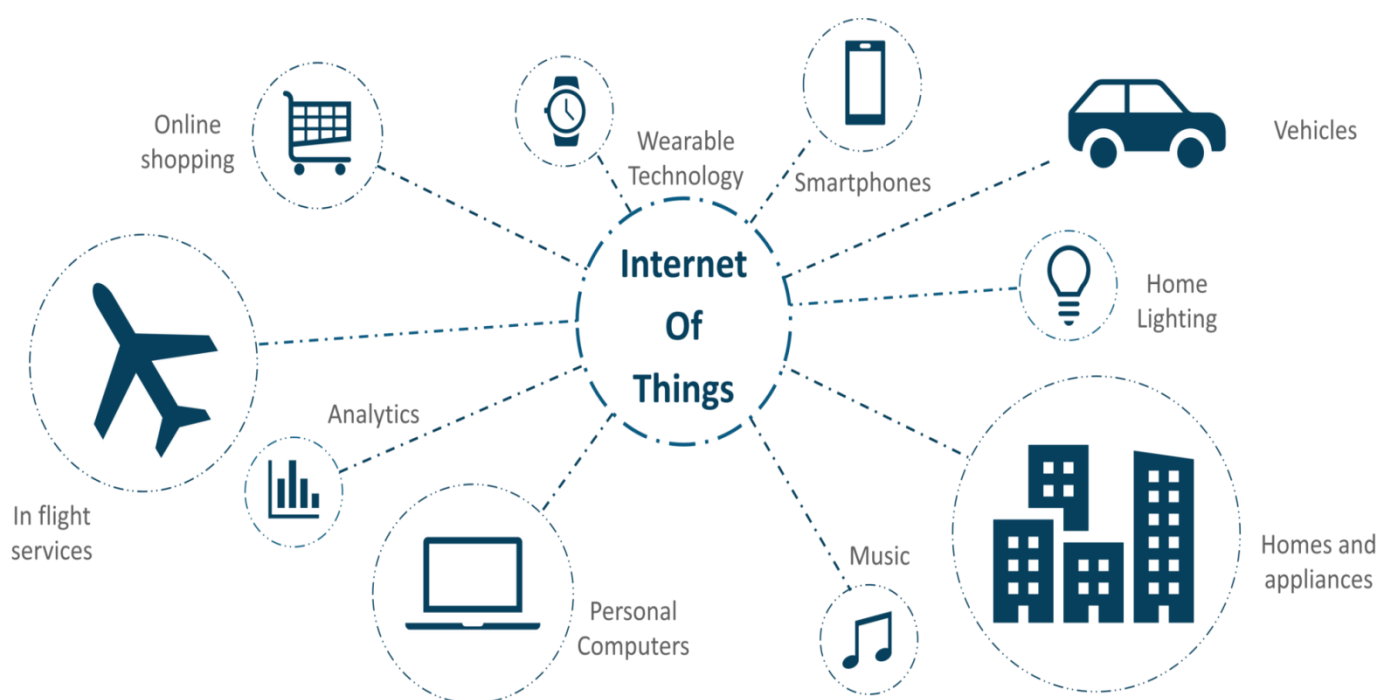 Online
shopping
Wearable
Technology
Smartphones
Vehicles
Internet
Of
Things
Home
Lighting
Analytics
In flight
services
Personal
Computers
Music
Homes and
appliances